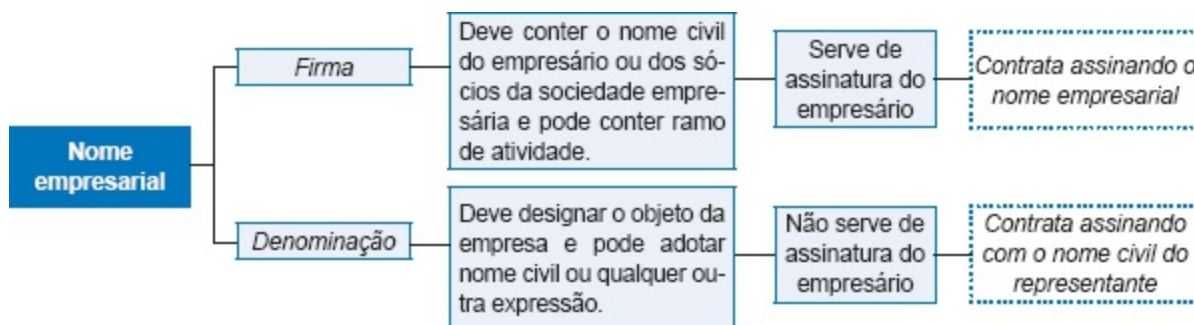 Nome
empresarial
Firma
Deve conter o nome civil
do empresário ou dos só-
cios da sociedade empre-
sária e pode conter ramo
de atividade.
Serve de
assinatura do
empresário
Contrata assinando o
nome empresarial
Denominação
Deve designar o objeto da
empresa e pode adotar
nome civil ou qualquer ou-
tra expressão.
Não serve de
assinatura do
empresário
Contrata assinando
com o nome civil do
representante